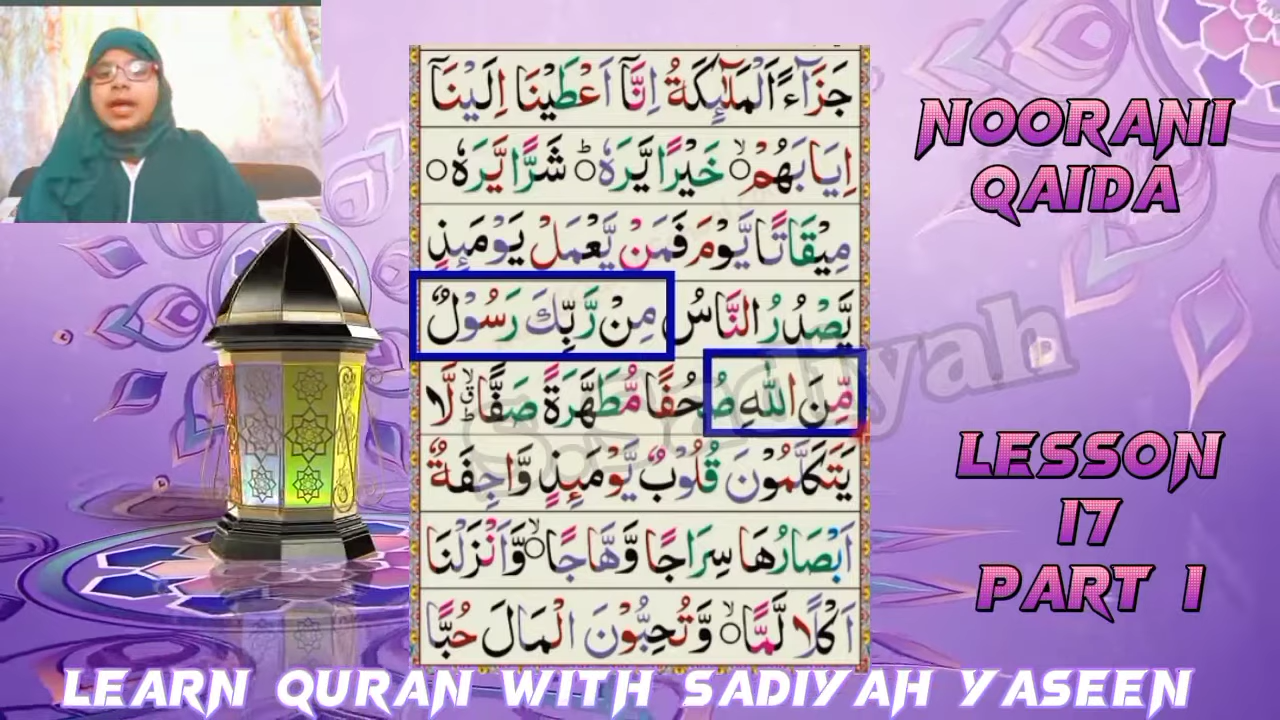 NOORANI
QAIDA
جَزَآءً اَلْمَلٰٓئِكَةُ اِنَّآ اَعْطَيْنَا اِلَيْنَآ
اِيَابَهُمْ ۙ خَيْرًا يَّرَهٗ ؕ شَرًّا يَّرَهٗ
مِيْقَاتًا يَّوْمَ فَمَنْ يَّعْمَلْ يَوْمَئِذٍ
يَّصْدُرُ النَّاسُ مِنْ رَّبِّكَ رَسُوْلٌ
مِّنَ اللّٰهِ صُحُفًا مُّطَهَّرَةً صَفًّا لَّا
يَتَكَلَّمُوْنَ قُلُوْبٌ يَّوْمَئِذٍ وَّاجِفَةٌ
اَبْصَارُهَا سِرَاجًا وَّهَّاجًا ۙ وَّاَنْزَلْنَا
اَكْلًا لَّمًّا ۙ وَّتُحِبُّوْنَ الْمَالَ حُبًّا
LESSON
17
PART 1
S.Sadiyah
LEARN QURAN WITH SADIYAH YASEEN